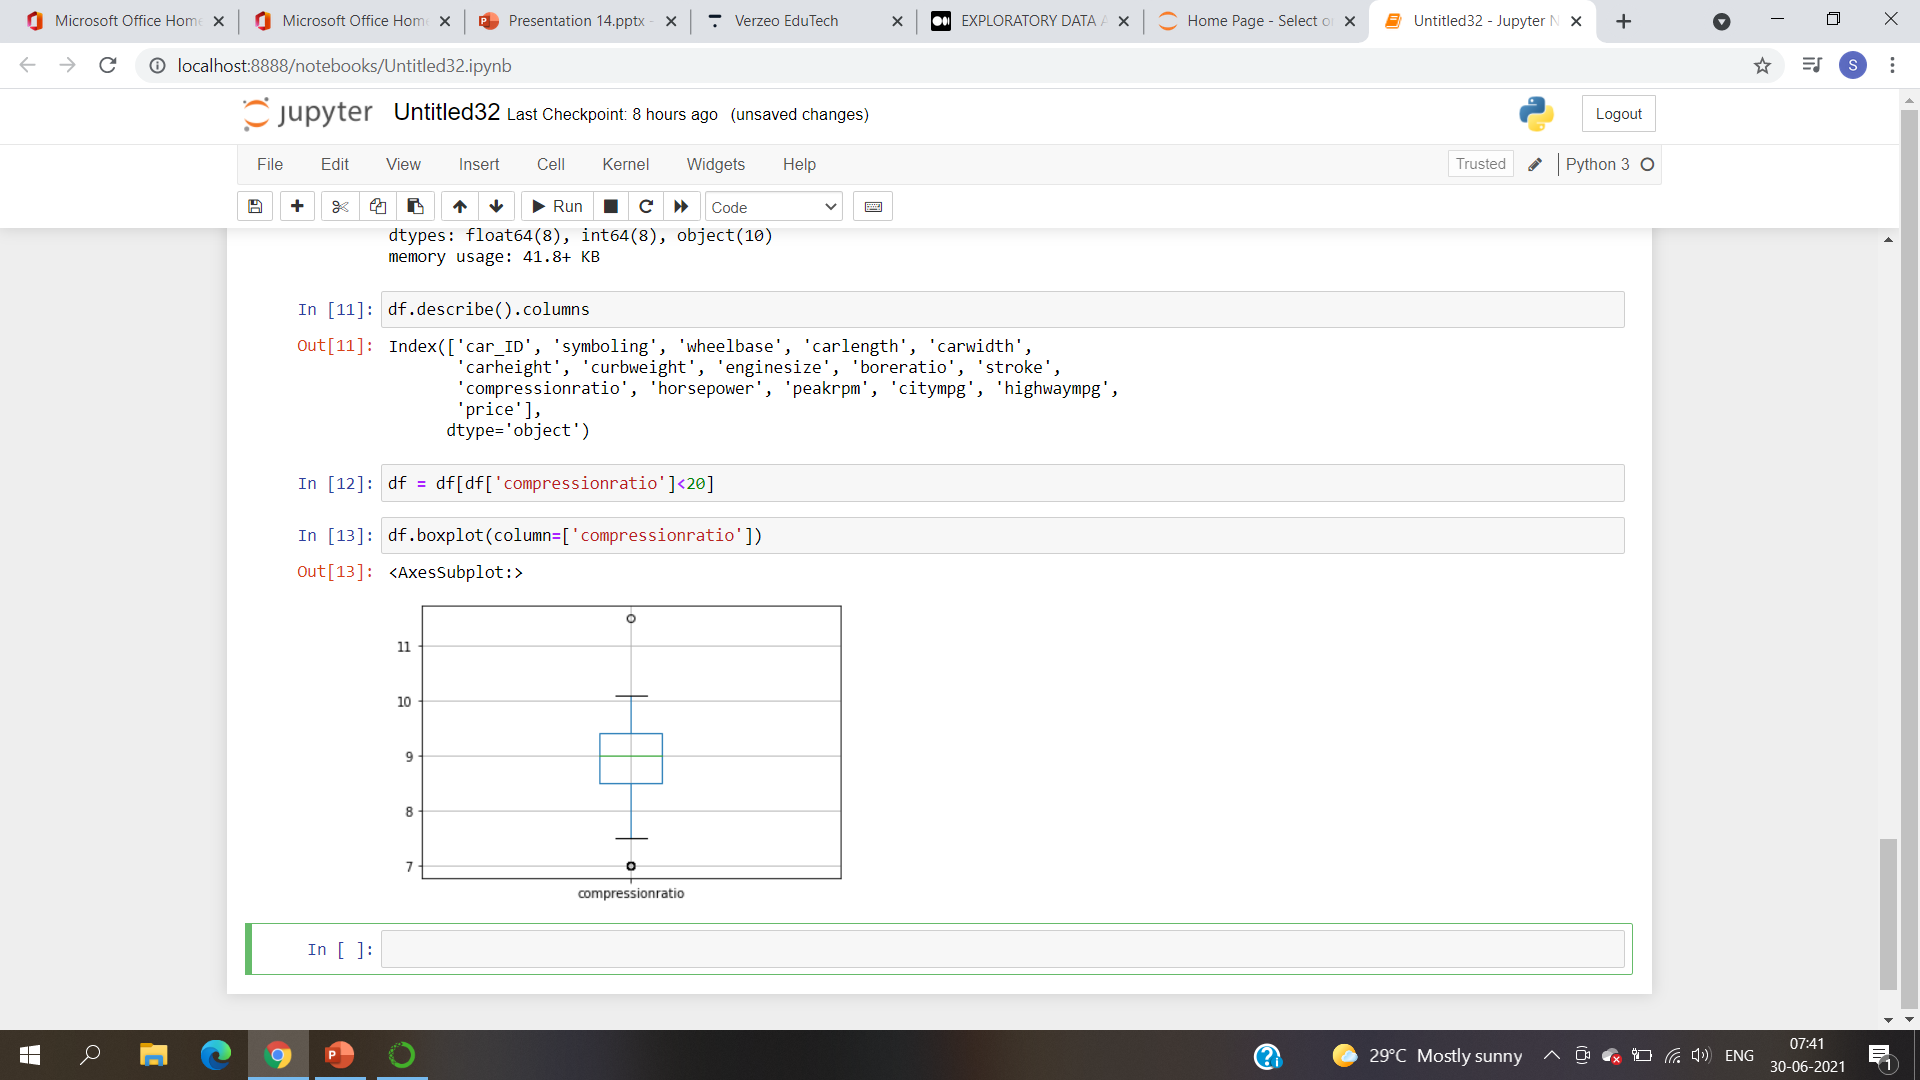 Microsoft Office Home
Microsoft Office Home
Presentation 14.pptx -
Verzeo EduTech
EXPLORATORY DATA A
Home Page - Select or
Untitled32 - Jupyter N
localhost:8888/notebooks/Untitled32.ipynb
S
jupyter Untitled32 Last Checkpoint: 8 hours ago (unsaved changes)
Logout
File Edit View Insert Cell Kernel Widgets Help
Trusted Python 3
Run Code
dtypes: float64(8), int64(8), object(10)
memory usage: 41.8+ KB
In [11]: df.describe().columns
Out[11]: Index(['car_ID', 'symboling', 'wheelbase', 'carlength', 'carwidth',
'carheight', 'curbweight', 'enginesize', 'boreratio', 'stroke',
'compressionratio', 'horsepower', 'peakrpm', 'citympg', 'highwaympg',
'price'],
dtype='object')
In [12]: df = df[df['compressionratio']<20]
In [13]: df.boxplot(column=['compressionratio'])
Out[13]: <AxesSubplot:>
11
10
9
8
7
compressionratio
In [ ]:
29°C Mostly sunny
ENG
07:41
30-06-2021
1